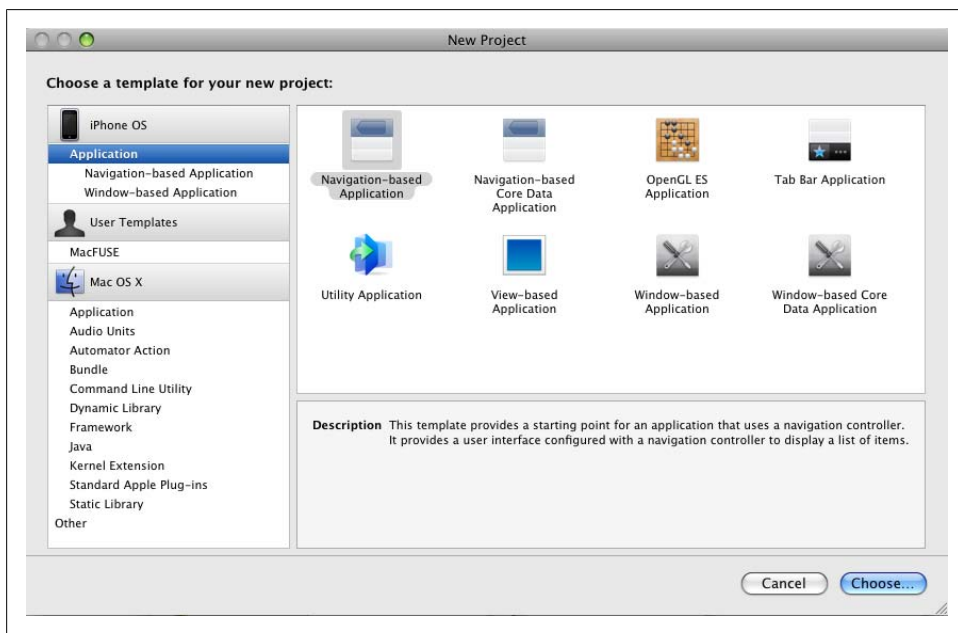 New Project
Choose a template for your new project:
iPhone OS
Application
Navigation-based Application
Window-based Application
User Templates
MacFUSE
Mac OS X
Application
Audio Units
Automator Action
Bundle
Command Line Utility
Dynamic Library
Framework
Java
Kernel Extension
Standard Apple Plug-ins
Static Library
Other
Navigation-based
Application
Navigation-based
Core Data
Application
OpenGL ES
Application
Tab Bar Application
Utility Application
View-based
Application
Window-based
Application
Window-based Core
Data Application
Description This template provides a starting point for an application that uses a navigation controller.
It provides a user interface configured with a navigation controller to display a list of items.
Cancel
Choose...